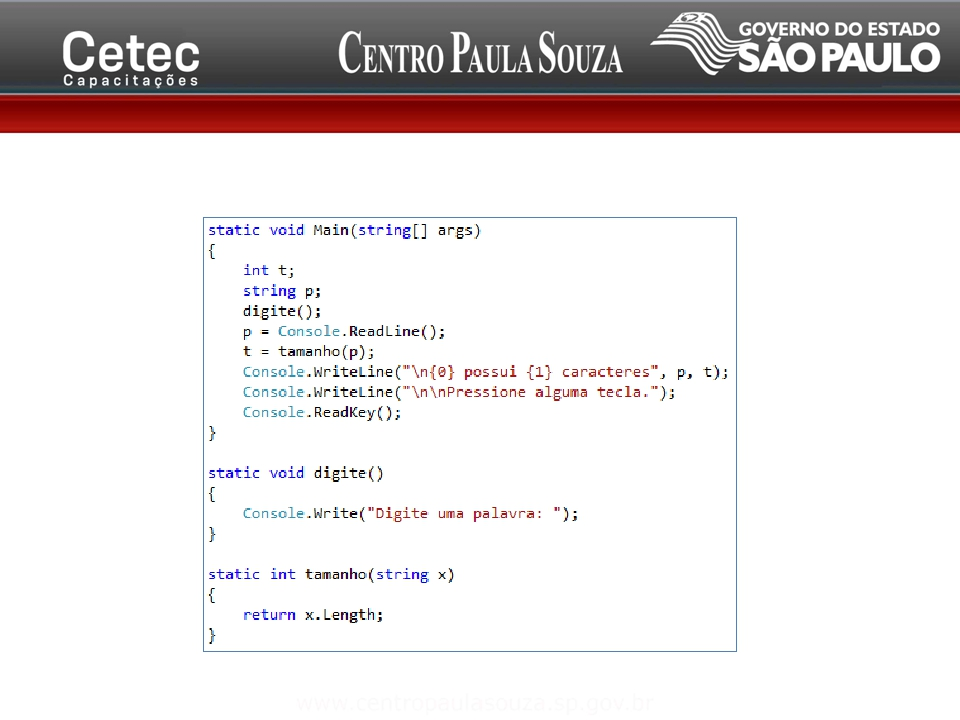 Cetec
Capacitações
CENTRO PAULA SOUZA
GOVERNO DO ESTADO
SÃO PAULO
static void Main(string[] args)
{
    int t;
    string p;
    digite();
    p = Console.ReadLine();
    t = tamanho(p);
    Console.WriteLine("\n{0} possui {1} caracteres", p, t);
    Console.WriteLine("\n\nPressione alguma tecla.");
    Console.ReadKey();
}
static void digite()
{
    Console.Write("Digite uma palavra: ");
}
static int tamanho(string x)
{
    return x.Length;
}
www.centropaulasouza.sp.gov.br